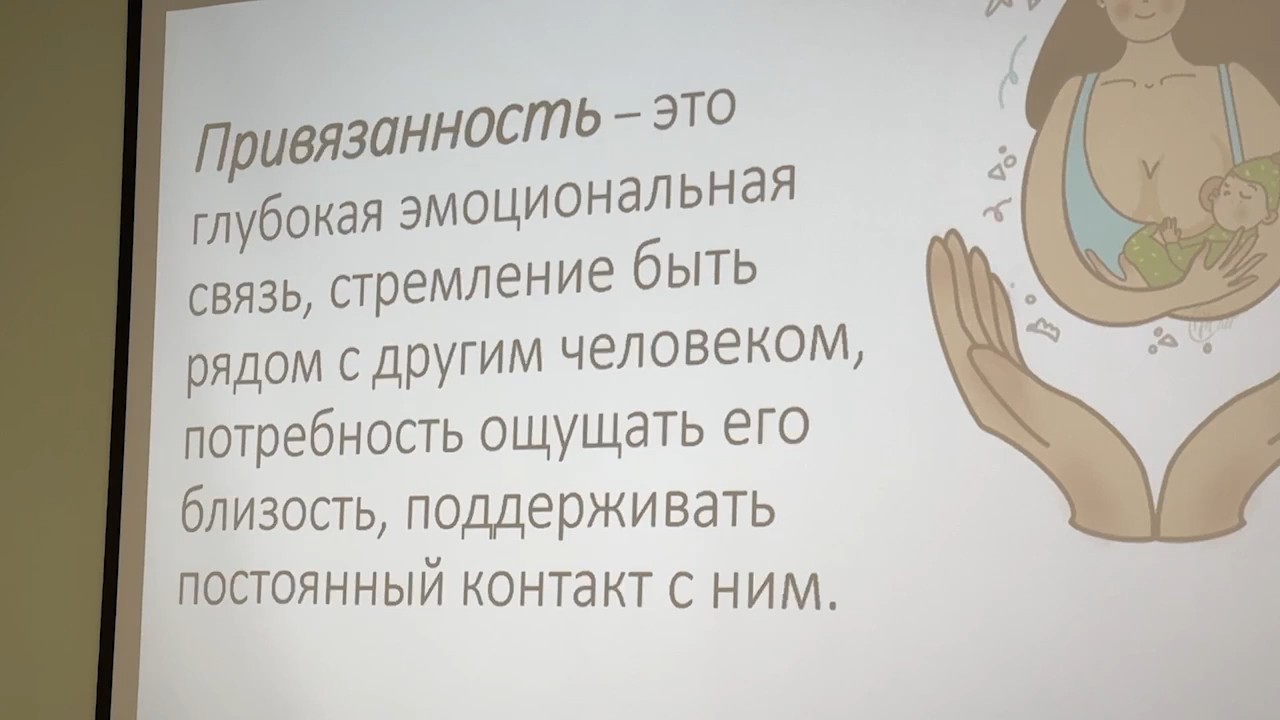 Привязанность – это
глубокая эмоциональная
связь, стремление быть
рядом с другим человеком,
потребность ощущать его
близость, поддерживать
постоянный контакт с ним.